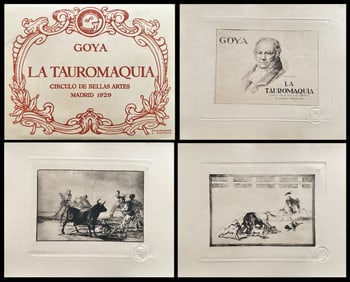 GOYA
LA TAUROMAQUIA
CIRCULO DE BELLAS ARTES
MADRID 1929
GOYA
LA
TAUROMAQUIA